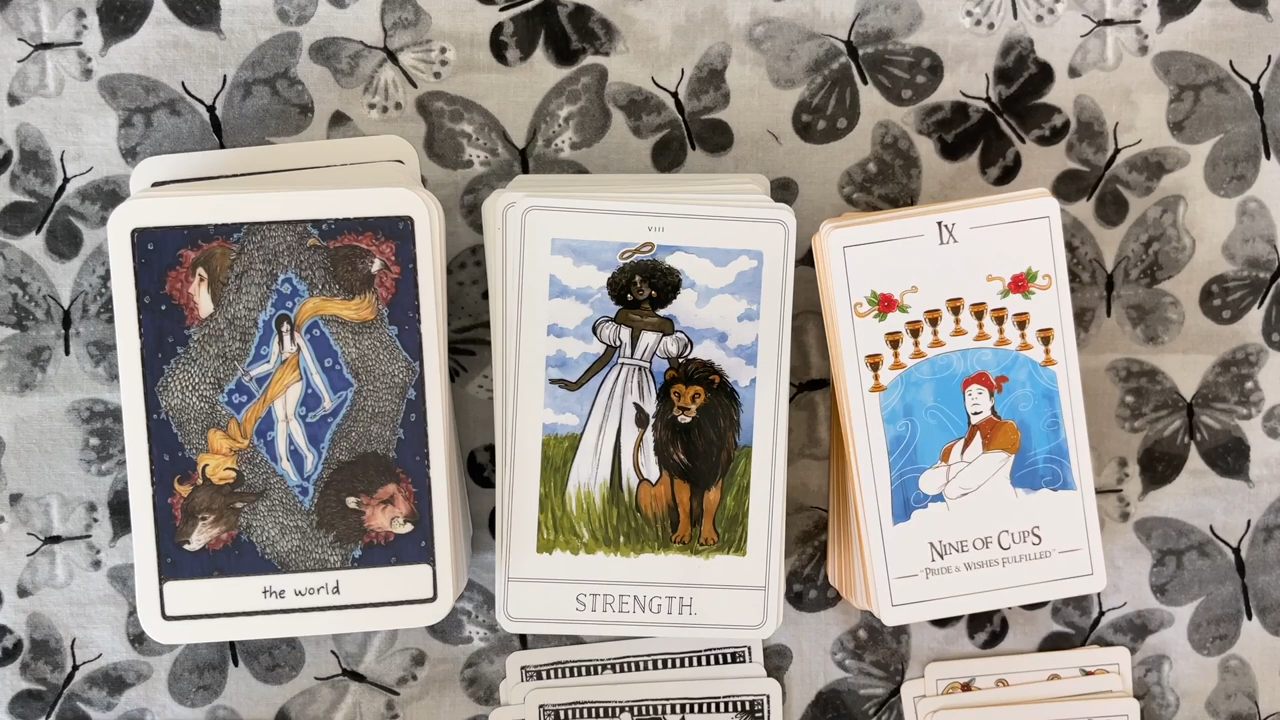 the world
VIII
STRENGTH.
IX
NINE OF CUPS
"PRIDE & WISHES FULFILLED"